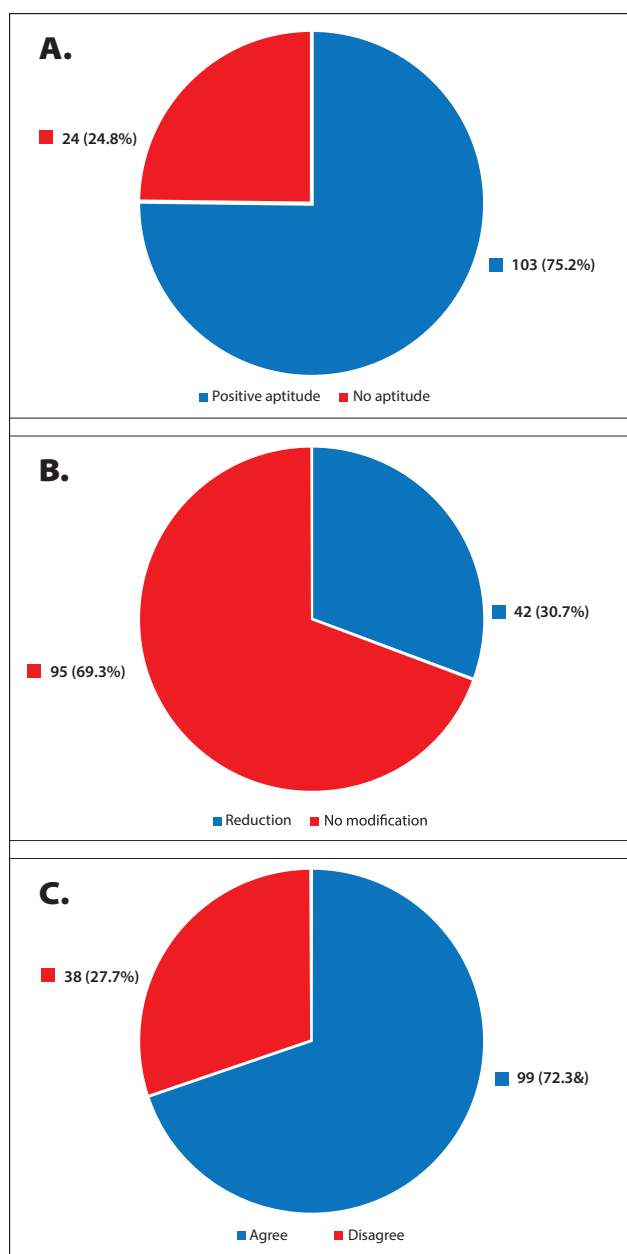 A.
24 (24.8%)
103 (75.2%)
Positive aptitude No aptitude
B.
42 (30.7%)
95 (69.3%)
Reduction No modification
C.
38 (27.7%)
99 (72.3&)
Agree Disagree